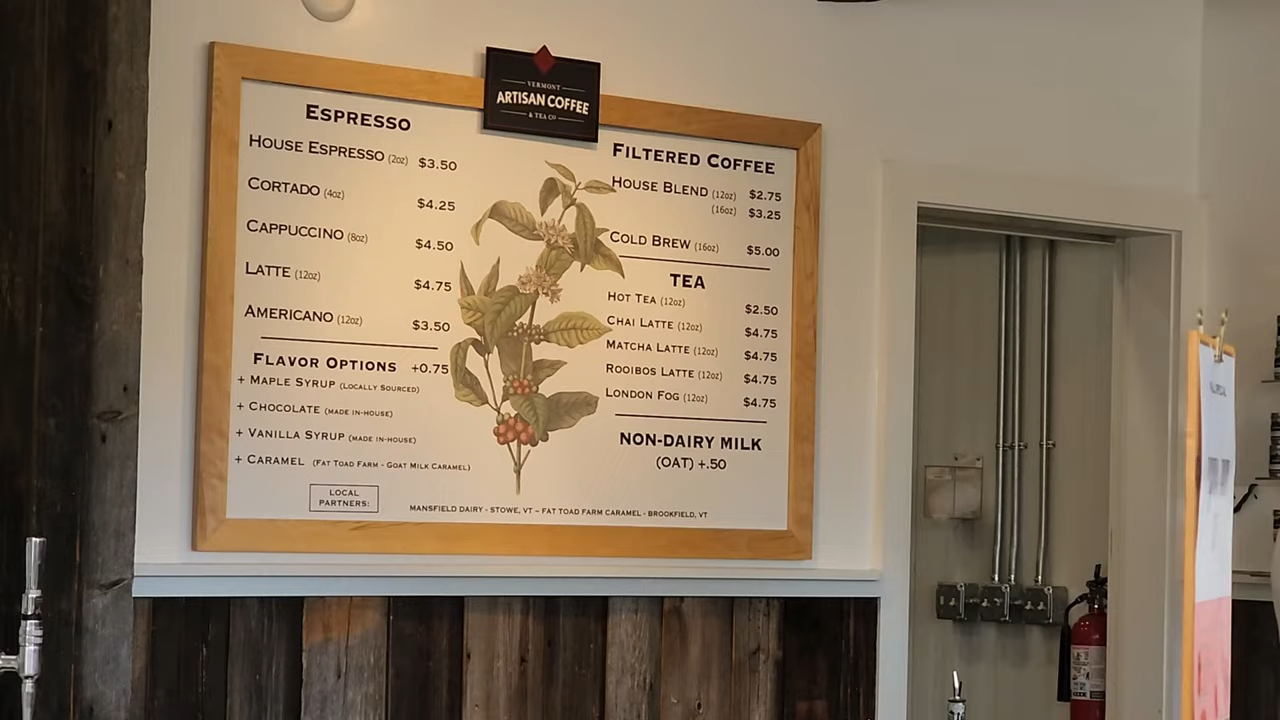 VERMONT
ARTISAN COFFEE
& TEA CO
ESPRESSO
HOUSE ESPRESSO (2oz) $3.50
CORTADO (4oz) $4.25
CAPPUCCINO (8oz) $4.50
LATTE (12oz) $4.75
AMERICANO (12oz) $3.50
FLAVOR OPTIONS +0.75
+ MAPLE SYRUP (LOCALLY SOURCED)
+ CHOCOLATE (MADE IN-HOUSE)
+ VANILLA SYRUP (MADE IN-HOUSE)
+ CARAMEL (FAT TOAD FARM - GOAT MILK CARAMEL)
FILTERED COFFEE
HOUSE BLEND (12oz) $2.75
(16oz) $3.25
COLD BREW (16oz) $5.00
TEA
HOT TEA (12oz) $2.50
CHAI LATTE (12oz) $4.75
MATCHA LATTE (12oz) $4.75
ROOIBOS LATTE (12oz) $4.75
LONDON FOG (12oz) $4.75
NON-DAIRY MILK
(OAT) +.50
LOCAL
PARTNERS:
MANSFIELD DAIRY - STOWE, VT – FAT TOAD FARM CARAMEL - BROOKFIELD, VT